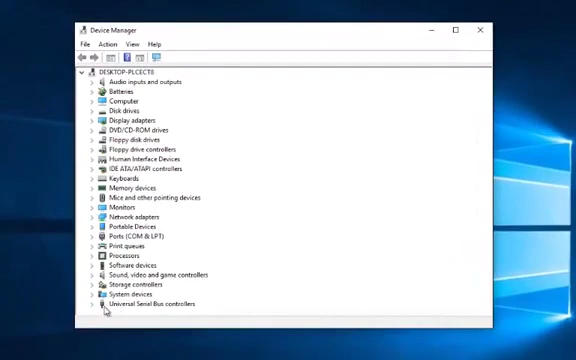 Device Manager
File Action View Help
DESKTOP-PLCECT8
Audio inputs and outputs
Batteries
Computer
Disk drives
Display adapters
DVD/CD-ROM drives
Floppy disk drives
Floppy drive controllers
Human Interface Devices
IDE ATA/ATAPI controllers
Keyboards
Memory devices
Mice and other pointing devices
Monitors
Network adapters
Portable Devices
Ports (COM & LPT)
Print queues
Processors
Software devices
Sound, video and game controllers
Storage controllers
System devices
Universal Serial Bus controllers